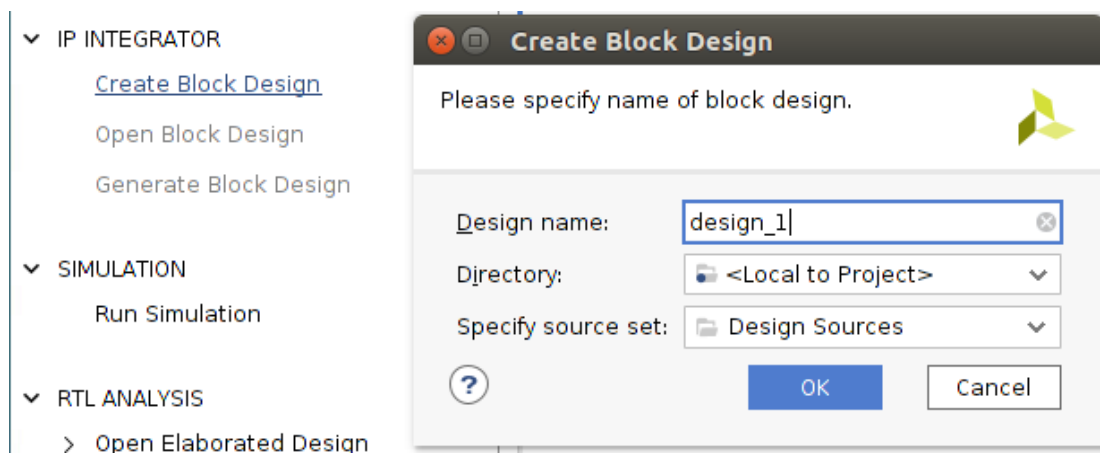 IP INTEGRATOR
Create Block Design
Open Block Design
Generate Block Design
SIMULATION
Run Simulation
RTL ANALYSIS
Open Elaborated Design
Create Block Design
Please specify name of block design.
Design name: design_1
Directory: <Local to Project>
Specify source set: Design Sources
?
OK Cancel